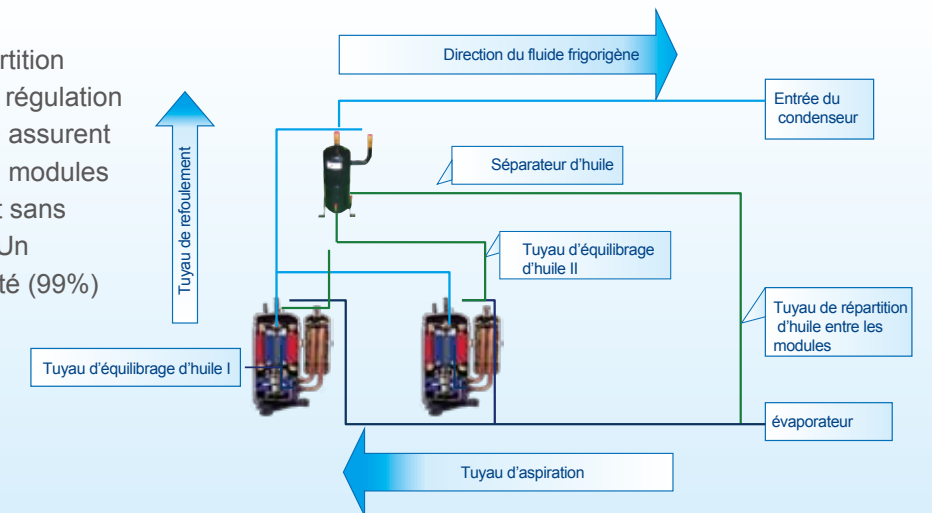 rtition
régulation
assurent
modules
t sans
Un
té (99%)
Direction du fluide frigorigène
Entrée du
condenseur
Tuyau de refoulement
Séparateur d'huile
Tuyau d'équilibrage
d'huile II
Tuyau de répartition
d'huile entre les
modules
Tuyau d'équilibrage d'huile I
évaporateur
Tuyau d'aspiration